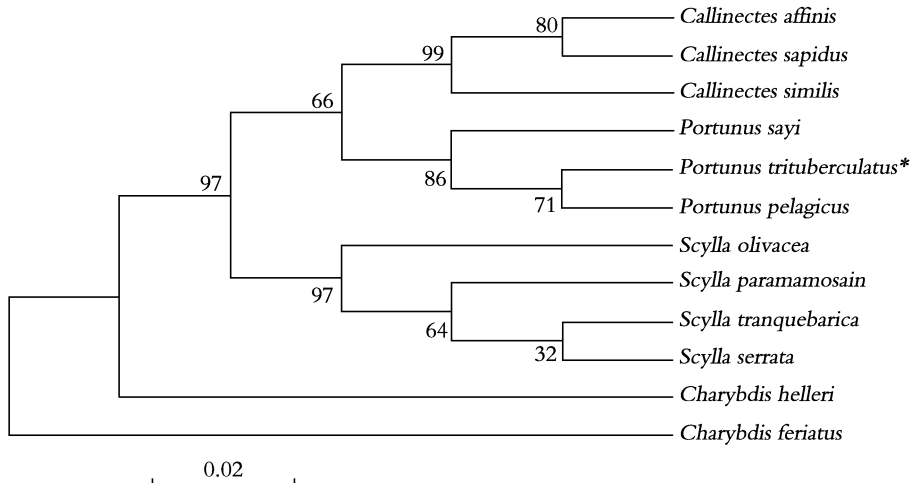 80
Callinectes affinis
Callinectes sapidus
99
Callinectes similis
66
Portunus sayi
86
Portunus trituberculatus*
71
Portunus pelagicus
97
Scylla olivacea
97
Scylla paramamosain
64
Scylla tranquebarica
32
Scylla serrata
Charybdis helleri
Charybdis feriatus
0.02